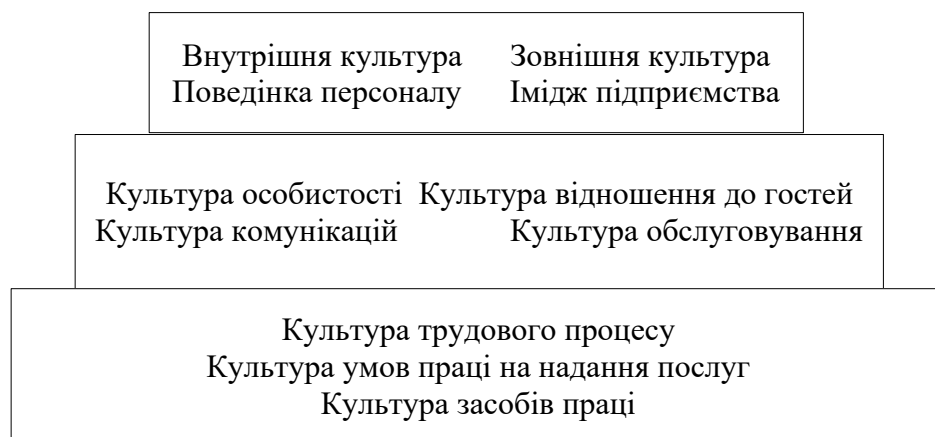 Внутрішня культура Зовнішня культура
Поведінка персоналу Імідж підприємства
Культура особистості Культура відношення до гостей
Культура комунікацій Культура обслуговування
Культура трудового процесу
Культура умов праці на надання послуг
Культура засобів праці